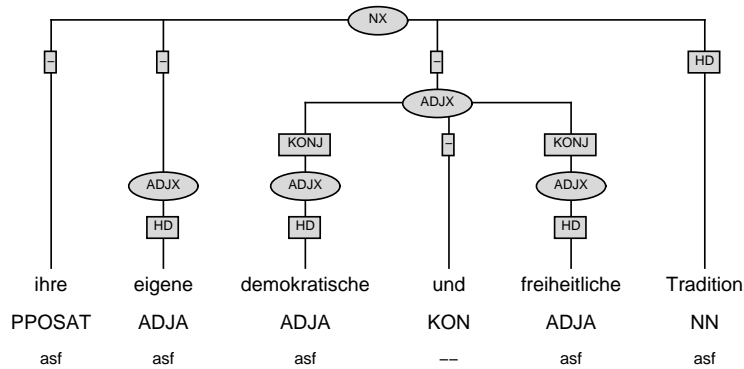 NX
– – – HD
ADJX
KONJ – KONJ
ADJX ADJX ADJX
HD HD HD
ihre eigene demokratische und freiheitliche Tradition
PPOSAT ADJA ADJA KON ADJA NN
asf asf asf −− asf asf